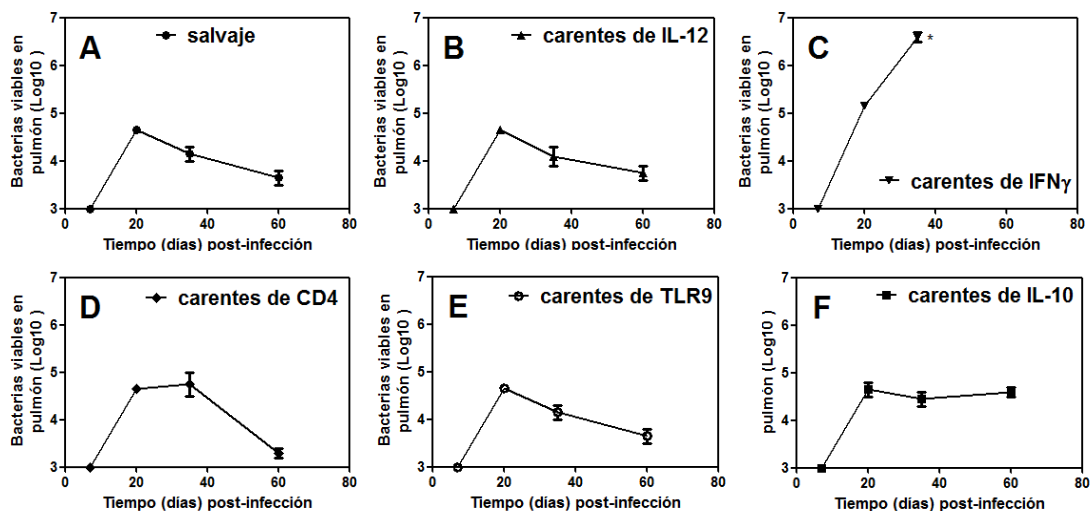 A
salvaje
Bacterias viables en
pulmón (Log10 )
7
6
5
4
3
0 20 40 60 80
Tiempo (días) post-infección
B
carentes de IL-12
Bacterias viables en
pulmón (Log10 )
7
6
5
4
3
0 20 40 60 80
Tiempo (días) post-infección
C
*
carentes de IFNγ
Bacterias viables en
pulmón (Log10 )
7
6
5
4
3
0 20 40 60 80
Tiempo (días) post-infección
D
carentes de CD4
Bacterias viables en
pulmón (Log10 )
7
6
5
4
3
0 20 40 60 80
Tiempo (días) post-infección
E
carentes de TLR9
Bacterias viables en
pulmón (Log10 )
7
6
5
4
3
0 20 40 60 80
Tiempo (días) post-infección
F
carentes de IL-10
pulmón (Log10 )
7
6
5
4
3
0 20 40 60 80
Tiempo (días) post-infección